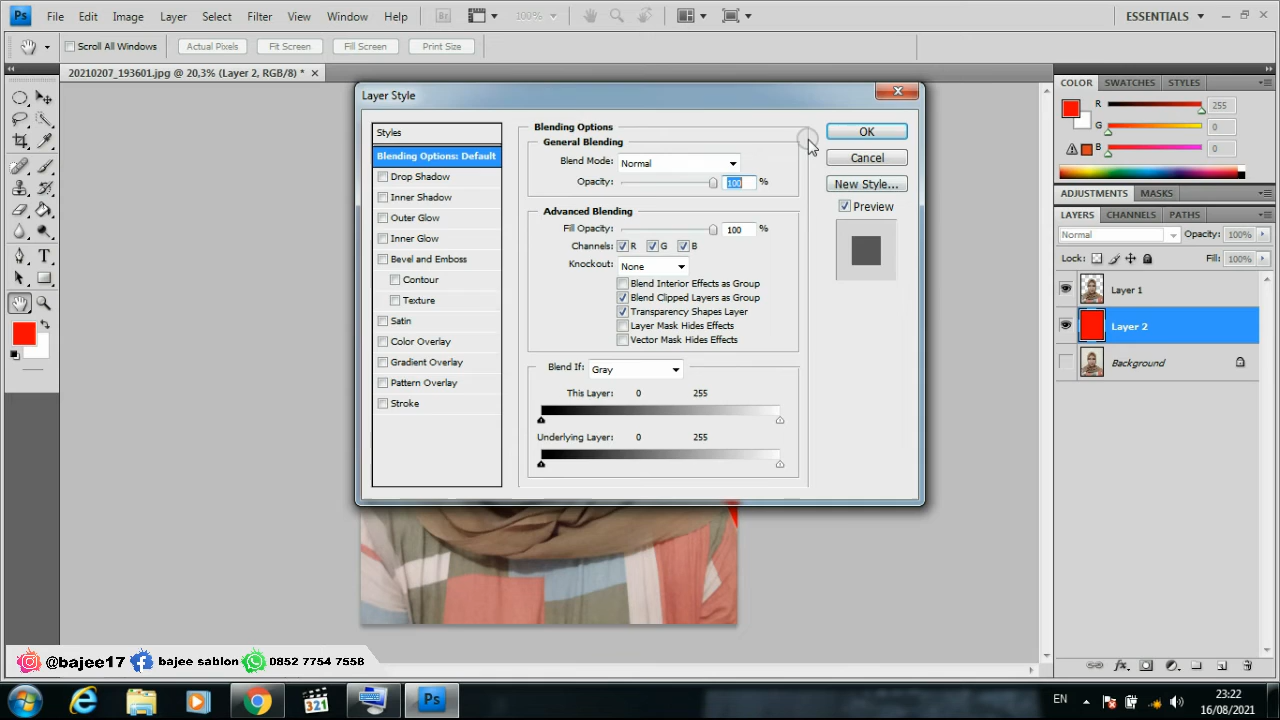 Ps File Edit Image Layer Select Filter View Window Help Br 100% ESSENTIALS
Scroll All Windows Actual Pixels Fit Screen Fill Screen Print Size
20210207_193601.jpg @ 20,3% (Layer 2, RGB/8) *
Layer Style
Styles
Blending Options: Default
Drop Shadow
Inner Shadow
Outer Glow
Inner Glow
Bevel and Emboss
Contour
Texture
Satin
Color Overlay
Gradient Overlay
Pattern Overlay
Stroke
Blending Options
General Blending
Blend Mode: Normal
Opacity: 100 %
Advanced Blending
Fill Opacity: 100 %
Channels: R G B
Knockout: None
Blend Interior Effects as Group
Blend Clipped Layers as Group
Transparency Shapes Layer
Layer Mask Hides Effects
Vector Mask Hides Effects
Blend If: Gray
This Layer: 0 255
Underlying Layer: 0 255
OK
Cancel
New Style...
Preview
COLOR SWATCHES STYLES
R 255
G 0
B 0
ADJUSTMENTS MASKS
LAYERS CHANNELS PATHS
Normal Opacity: 100%
Lock: Fill: 100%
Layer 1
Layer 2
Background
@bajee17 bajee sablon 0852 7754 7558
321 Ps EN 23:22
16/08/2021